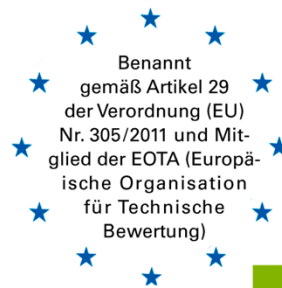 Benannt
gemäß Artikel 29
der Verordnung (EU)
Nr. 305/2011 und Mit-
glied der EOTA (Europä-
ische Organisation
für Technische
Bewertung)